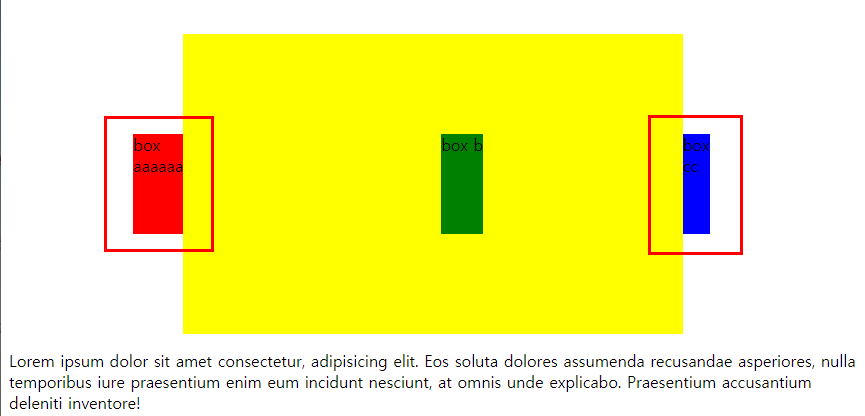 box
aaaaaa
box b
box
cc
Lorem ipsum dolor sit amet consectetur, adipisicing elit. Eos soluta dolores assumenda recusandae asperiores, nulla
temporibus iure praesentium enim eum incidunt nesciunt, at omnis unde explicabo. Praesentium accusantium
deleniti inventore!